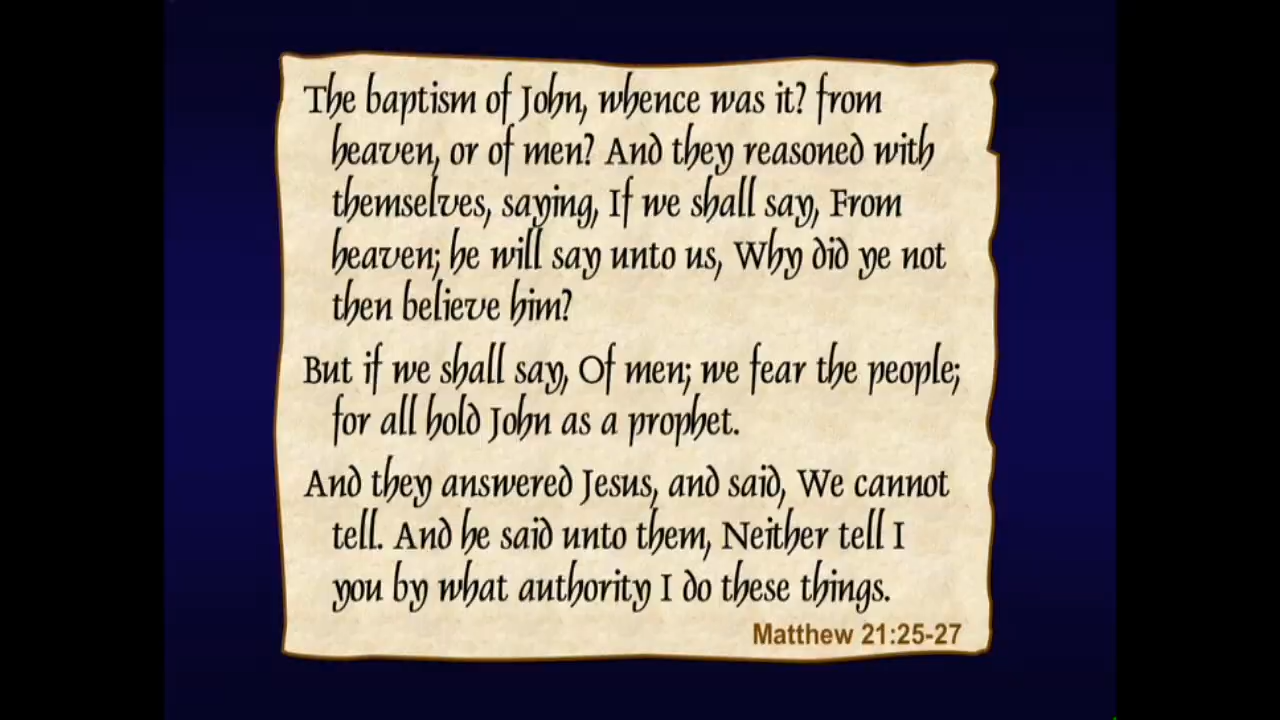 The baptism of John, whence was it? from
heaven, or of men? And they reasoned with
themselves, saying, If we shall say, From
heaven; he will say unto us, Why did ye not
then believe him?
But if we shall say, Of men; we fear the people;
for all hold John as a prophet.
And they answered Jesus, and said, We cannot
tell. And he said unto them, Neither tell I
you by what authority I do these things.
Matthew 21:25-27